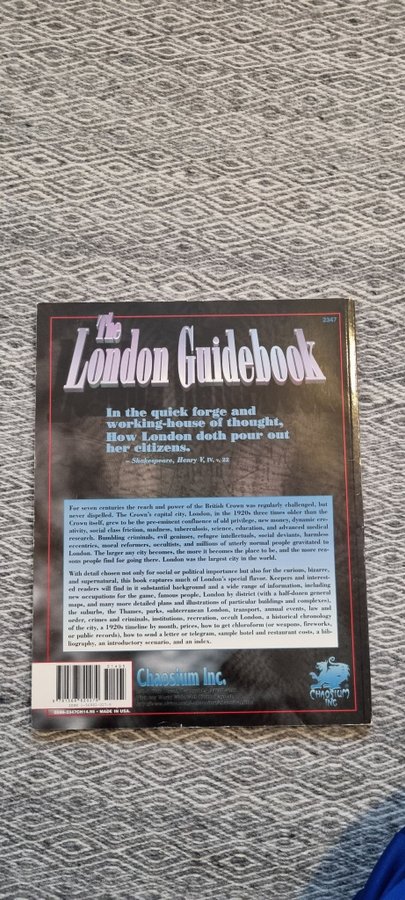 2347
The
London Guidebook
In the quick forge and
working-house of thought,
How London doth pour out
her citizens.
– Shakespeare, Henry V, IV, v, 22
For seven centuries the reach and power of the British Crown was regularly challenged, but
never dispelled. The Crown's capital city, London, in the 1920s three times older than the
Crown itself, grew to be the pre-eminent confluence of old privilege, new money, dynamic cre-
ativity, social class friction, madness, tuberculosis, science, education, and advanced medical
research. Bumbling criminals, evil geniuses, refugee intellectuals, social deviants, harmless
eccentrics, moral reformers, occultists, and millions of utterly normal people gravitated to
London. The larger any city becomes, the more it becomes the place to be, and the more rea-
sons people find for going there. London was the largest city in the world.
With detail chosen not only for social or political importance but also for the curious, bizarre,
and supernatural, this book captures much of London's special flavor. Keepers and interest-
ed readers will find in it substantial background and a wide range of information, including
new occupations for the game, famous people, London by district (with a half-dozen general
maps, and many more detailed plans and illustrations of particular buildings and complexes),
the suburbs, the Thames, parks, subterranean London, transport, annual events, law and
order, crimes and criminals, institutions, recreation, occult London, a historical chronology
of the city, a 1920s timeline by month, prices, how to get chloroform (or weapons, fireworks,
or public records), how to send a letter or telegram, sample hotel and restaurant costs, a bib-
liography, an introductory scenario, and an index.
51495
Chaosium Inc.
CHAOSIUM
INC
MADE IN USA.